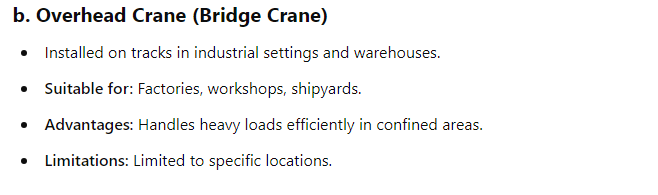 b. Overhead Crane (Bridge Crane)
• Installed on tracks in industrial settings and warehouses.
• Suitable for: Factories, workshops, shipyards.
• Advantages: Handles heavy loads efficiently in confined areas.
• Limitations: Limited to specific locations.